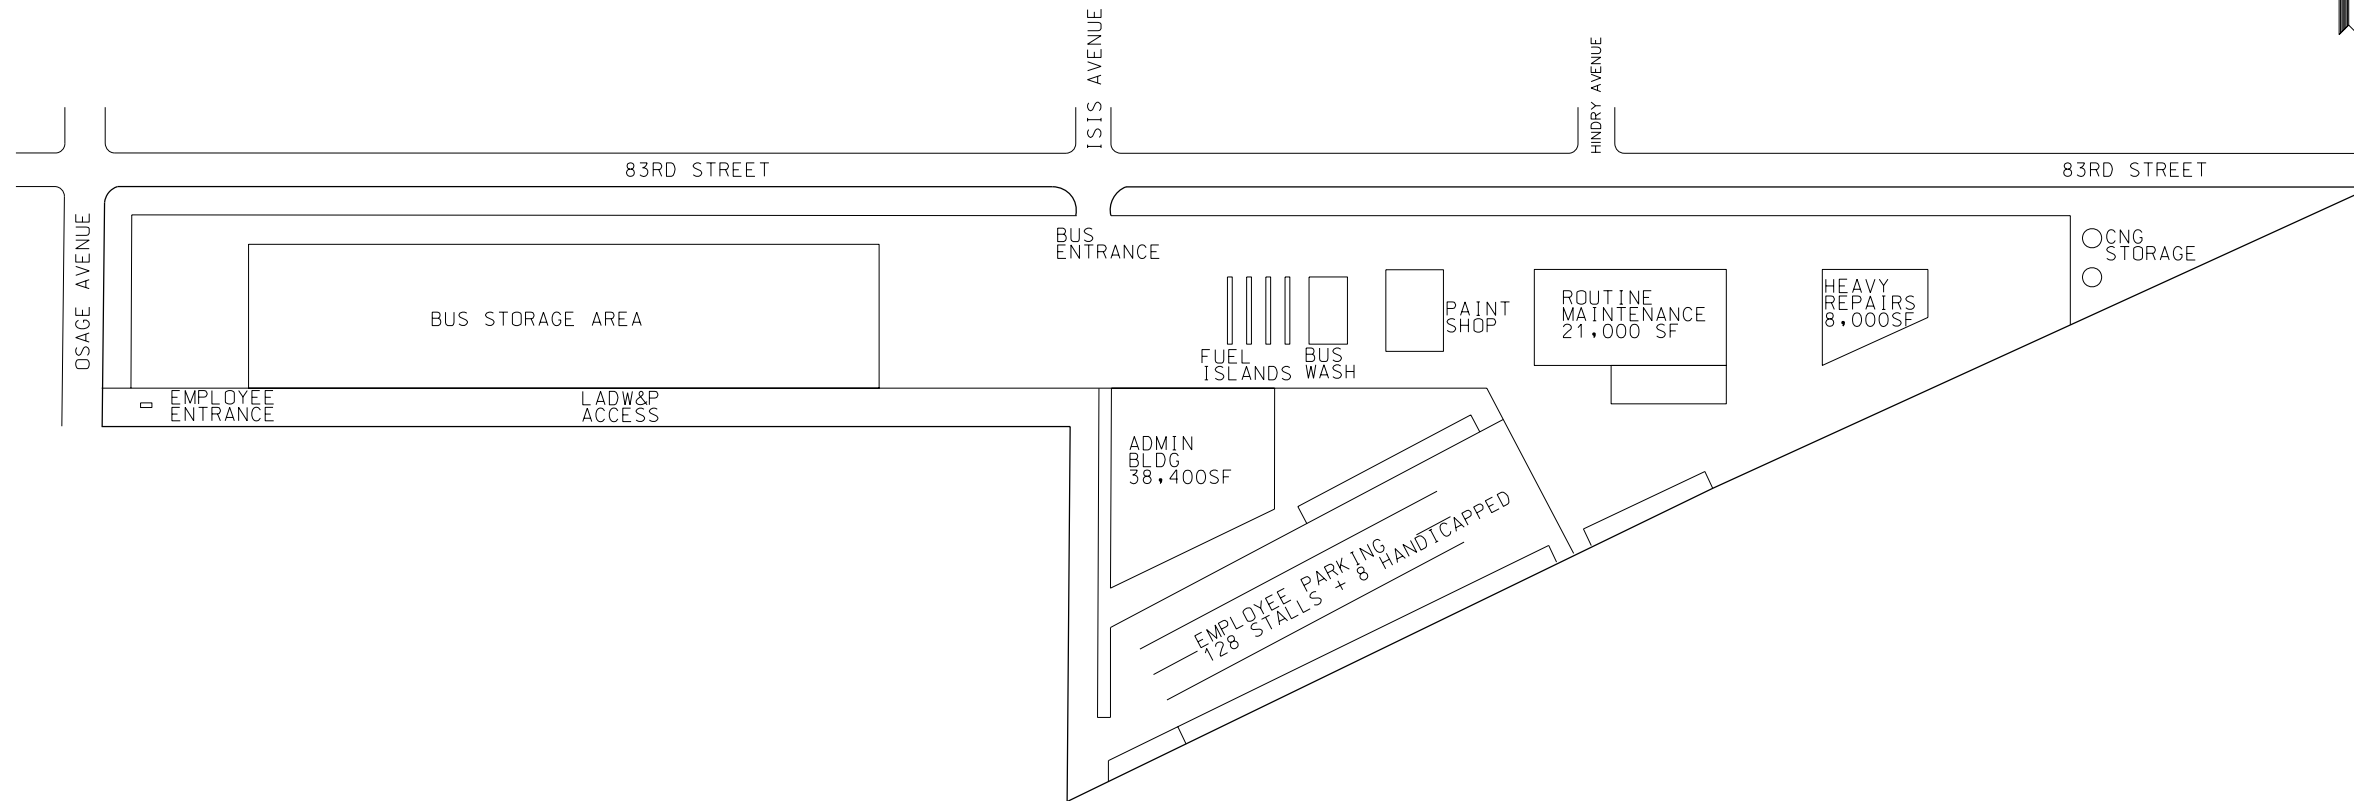 ISIS AVENUE
HINDRY AVENUE
83RD STREET
83RD STREET
OSAGE AVENUE
BUS
ENTRANCE
CNG
STORAGE
BUS STORAGE AREA
PAINT
SHOP
ROUTINE
MAINTENANCE
21,000 SF
HEAVY
REPAIRS
8,000SF
FUEL
ISLANDS
BUS
WASH
EMPLOYEE
ENTRANCE
LADW&P
ACCESS
ADMIN
BLDG
38,400SF
EMPLOYEE PARKING
128 STALLS + 8 HANDICAPPED